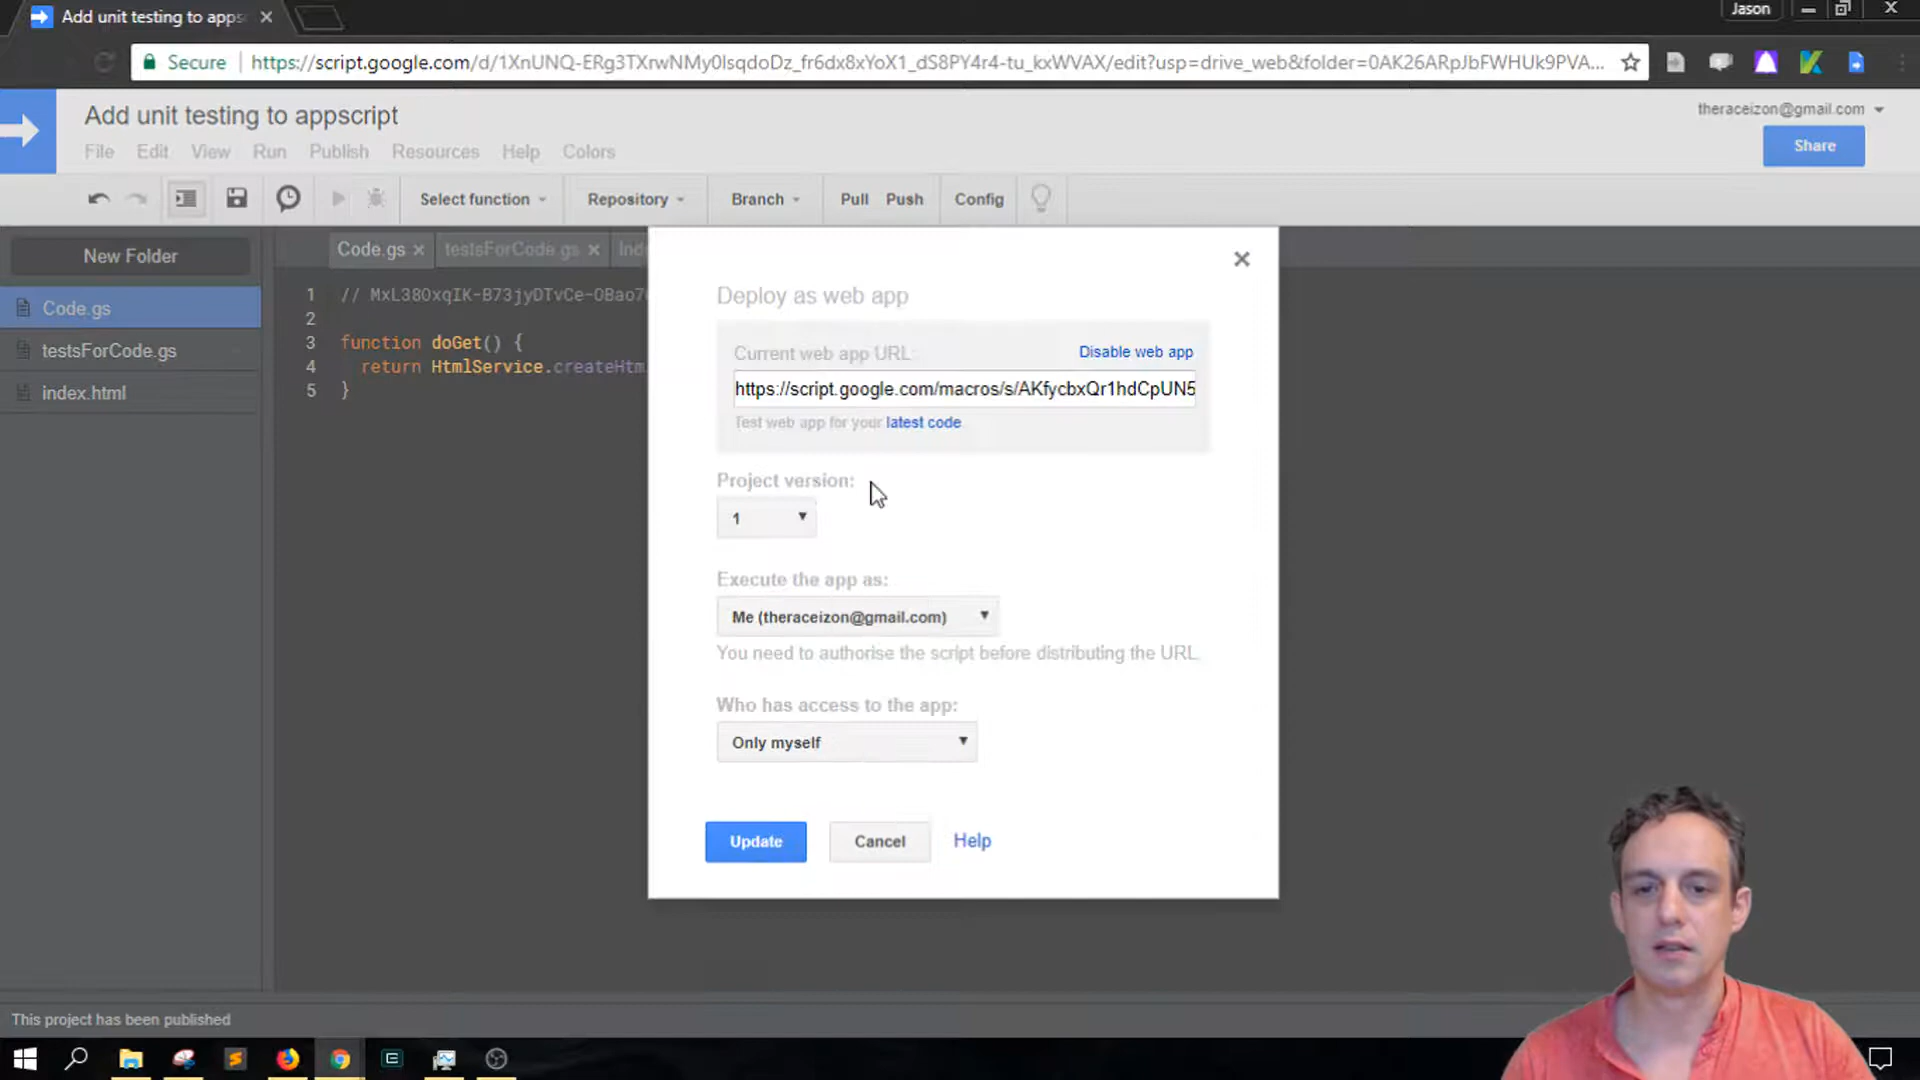 Add unit testing to apps
Jason
Secure
https://script.google.com/d/1XnUNQ-ERg3TXrwNMy0lsqdoDz_fr6dx8xYoX1_dS8PY4r4-tu_kxWVAX/edit?usp=drive_web&folder=0AK26ARpJbFWHUk9PVA...
Add unit testing to appscript
theraceizon@gmail.com
File Edit View Run Publish Resources Help Colors
Share
Select function Repository Branch Pull Push Config
New Folder
Code.gs
testsForCode.gs
index.html
Code.gs testsForCode.gs
1 // MxL38OxqIK-B73jyDTvCe-OBao7
2
3 function doGet() {
4 return HtmlService.createHtm
5 }
Deploy as web app
Current web app URL: Disable web app
https://script.google.com/macros/s/AKfycbxQr1hdCpUN5
Test web app for your latest code
Project version:
1
Execute the app as:
Me (theraceizon@gmail.com)
You need to authorise the script before distributing the URL.
Who has access to the app:
Only myself
Update Cancel Help
This project has been published